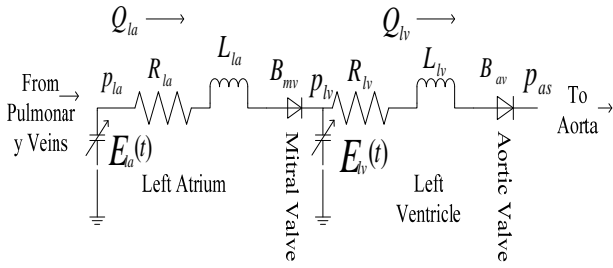 Q_la
Q_lv
L_la
L_lv
p_la
R_la
B_mv
p_lv
R_lv
B_av
p_as
From
Pulmonar
y Veins
To
Aorta
E_la(t)
E_lv(t)
Left Atrium
Left
Ventricle
Mitral Valve
Aortic Valve